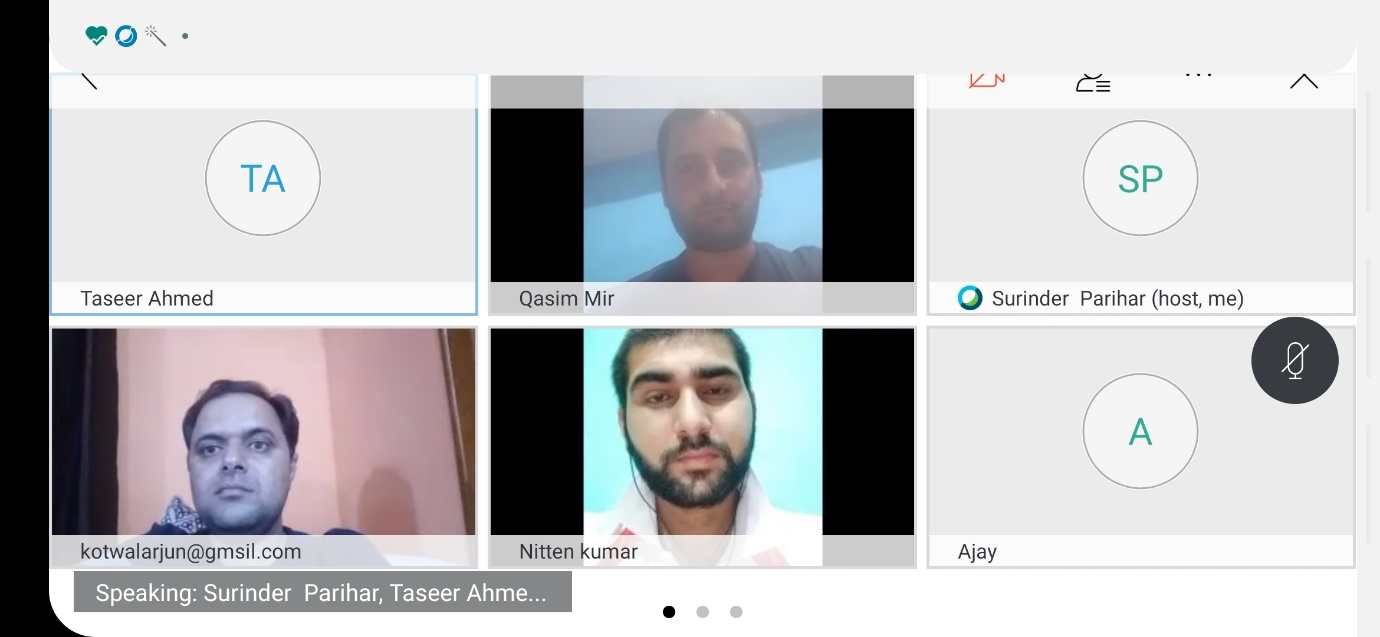 TA
SP
Taseer Ahmed
Qasim Mir
Surinder  Parihar (host, me)
A
kotwalarjun@gmsil.com
Nitten kumar
Ajay
Speaking: Surinder  Parihar, Taseer Ahme...